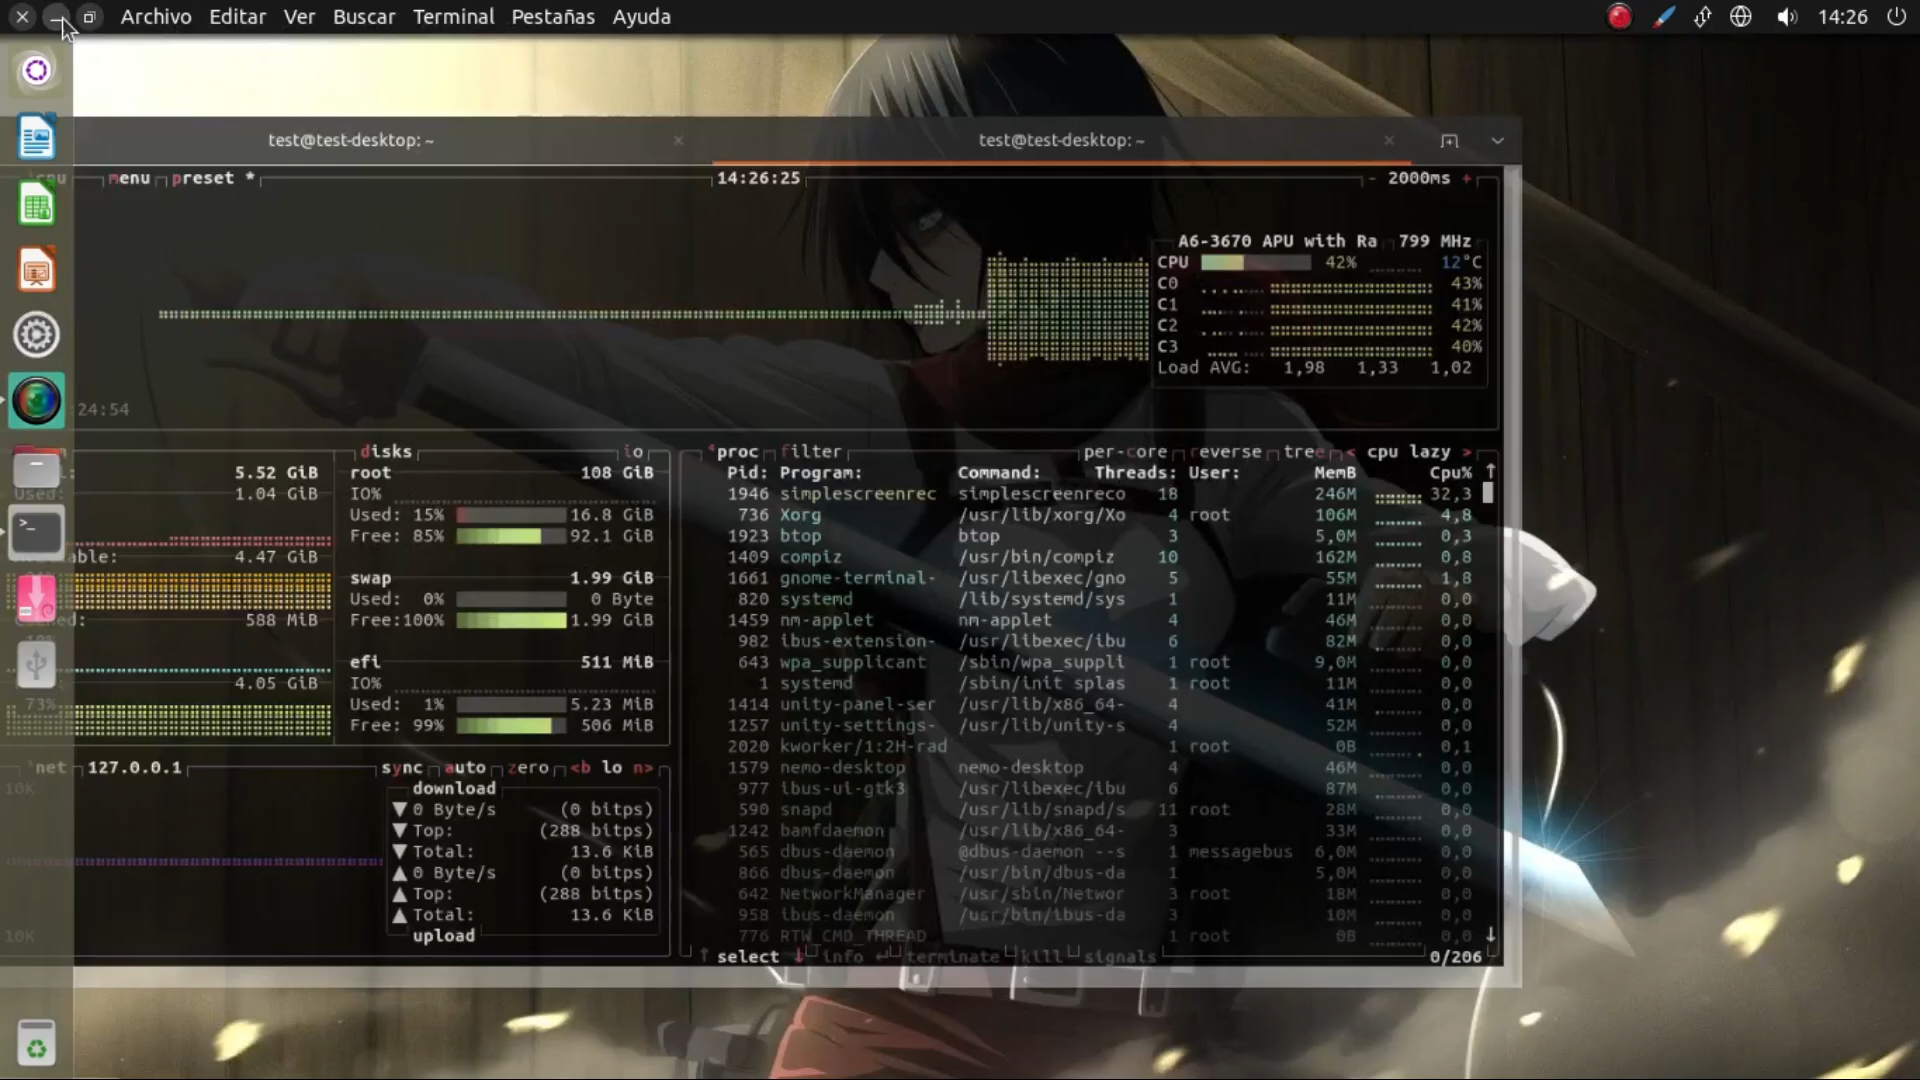 Archivo Editar Ver Buscar Terminal Pestañas Ayuda 14:26
test@test-desktop: ~ test@test-desktop: ~
cpu menu preset * 14:26:25 - 2000ms +
A6-3670 APU with Ra 799 MHz
CPU 42% 12°C
C0 43%
C1 41%
C2 42%
C3 40%
Load AVG: 1,98 1,33 1,02
24:54
5.52 GiB
Used: 1.04 GiB
4.47 GiB
588 MiB
10%
4.05 GiB
73%
disks io
root 108 GiB
IO%
Used: 15% 16.8 GiB
Free: 85% 92.1 GiB
swap 1.99 GiB
Used: 0% 0 Byte
Free:100% 1.99 GiB
efi 511 MiB
IO%
Used: 1% 5.23 MiB
Free: 99% 506 MiB
net 127.0.0.1 sync auto zero <b lo n>
10K
download
▼ 0 Byte/s (0 bitps)
▼ Top: (288 bitps)
▼ Total: 13.6 KiB
▲ 0 Byte/s (0 bitps)
▲ Top: (288 bitps)
▲ Total: 13.6 KiB
10K
upload
⁴proc filter per-core reverse tree < cpu lazy >
Pid: Program: Command: Threads: User: MemB Cpu% ↑
1946 simplescreenrec simplescreenreco 18 246M 32,3
736 Xorg /usr/lib/xorg/Xo 4 root 106M 4,8
1923 btop btop 3 5,0M 0,3
1409 compiz /usr/bin/compiz 10 162M 0,8
1661 gnome-terminal- /usr/libexec/gno 5 55M 1,8
820 systemd /lib/systemd/sys 1 11M 0,0
1459 nm-applet nm-applet 4 46M 0,0
982 ibus-extension- /usr/libexec/ibu 6 82M 0,0
643 wpa_supplicant /sbin/wpa_suppli 1 root 9,0M 0,0
1 systemd /sbin/init splas 1 root 11M 0,0
1414 unity-panel-ser /usr/lib/x86_64- 4 41M 0,0
1257 unity-settings- /usr/lib/unity-s 4 52M 0,0
2020 kworker/1:2H-rad 1 root 0B 0,1
1579 nemo-desktop nemo-desktop 4 46M 0,0
977 ibus-ui-gtk3 /usr/libexec/ibu 6 87M 0,0
590 snapd /usr/lib/snapd/s 11 root 28M 0,0
1242 bamfdaemon /usr/lib/x86_64- 3 33M 0,0
565 dbus-daemon @dbus-daemon --s 1 messagebus 6,0M 0,0
866 dbus-daemon /usr/bin/dbus-da 1 5,0M 0,0
642 NetworkManager /usr/sbin/Networ 3 root 18M 0,0
958 ibus-daemon /usr/bin/ibus-da 3 10M 0,0
776 RTW_CMD_THREAD 1 root 0B 0,0 ↓
↑ select ↓ info ↵ terminate kill signals 0/206